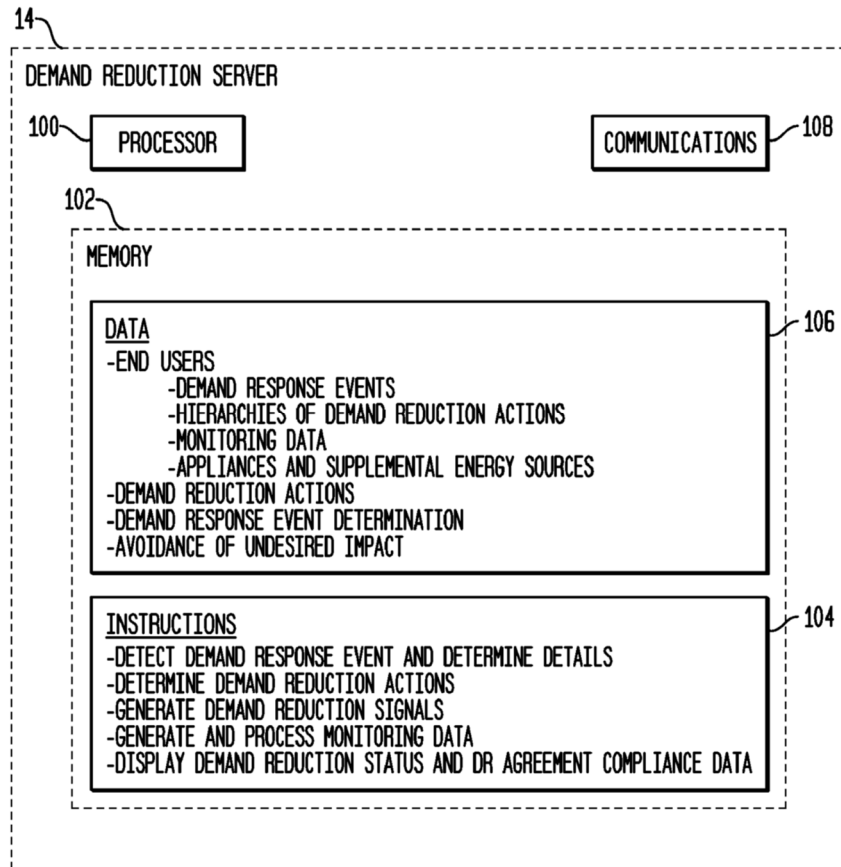 14
DEMAND REDUCTION SERVER
100
PROCESSOR
COMMUNICATIONS
108
102
MEMORY
106
DATA
-END USERS
-DEMAND RESPONSE EVENTS
-HIERARCHIES OF DEMAND REDUCTION ACTIONS
-MONITORING DATA
-APPLIANCES AND SUPPLEMENTAL ENERGY SOURCES
-DEMAND REDUCTION ACTIONS
-DEMAND RESPONSE EVENT DETERMINATION
-AVOIDANCE OF UNDESIRED IMPACT
104
INSTRUCTIONS
-DETECT DEMAND RESPONSE EVENT AND DETERMINE DETAILS
-DETERMINE DEMAND REDUCTION ACTIONS
-GENERATE DEMAND REDUCTION SIGNALS
-GENERATE AND PROCESS MONITORING DATA
-DISPLAY DEMAND REDUCTION STATUS AND DR AGREEMENT COMPLIANCE DATA